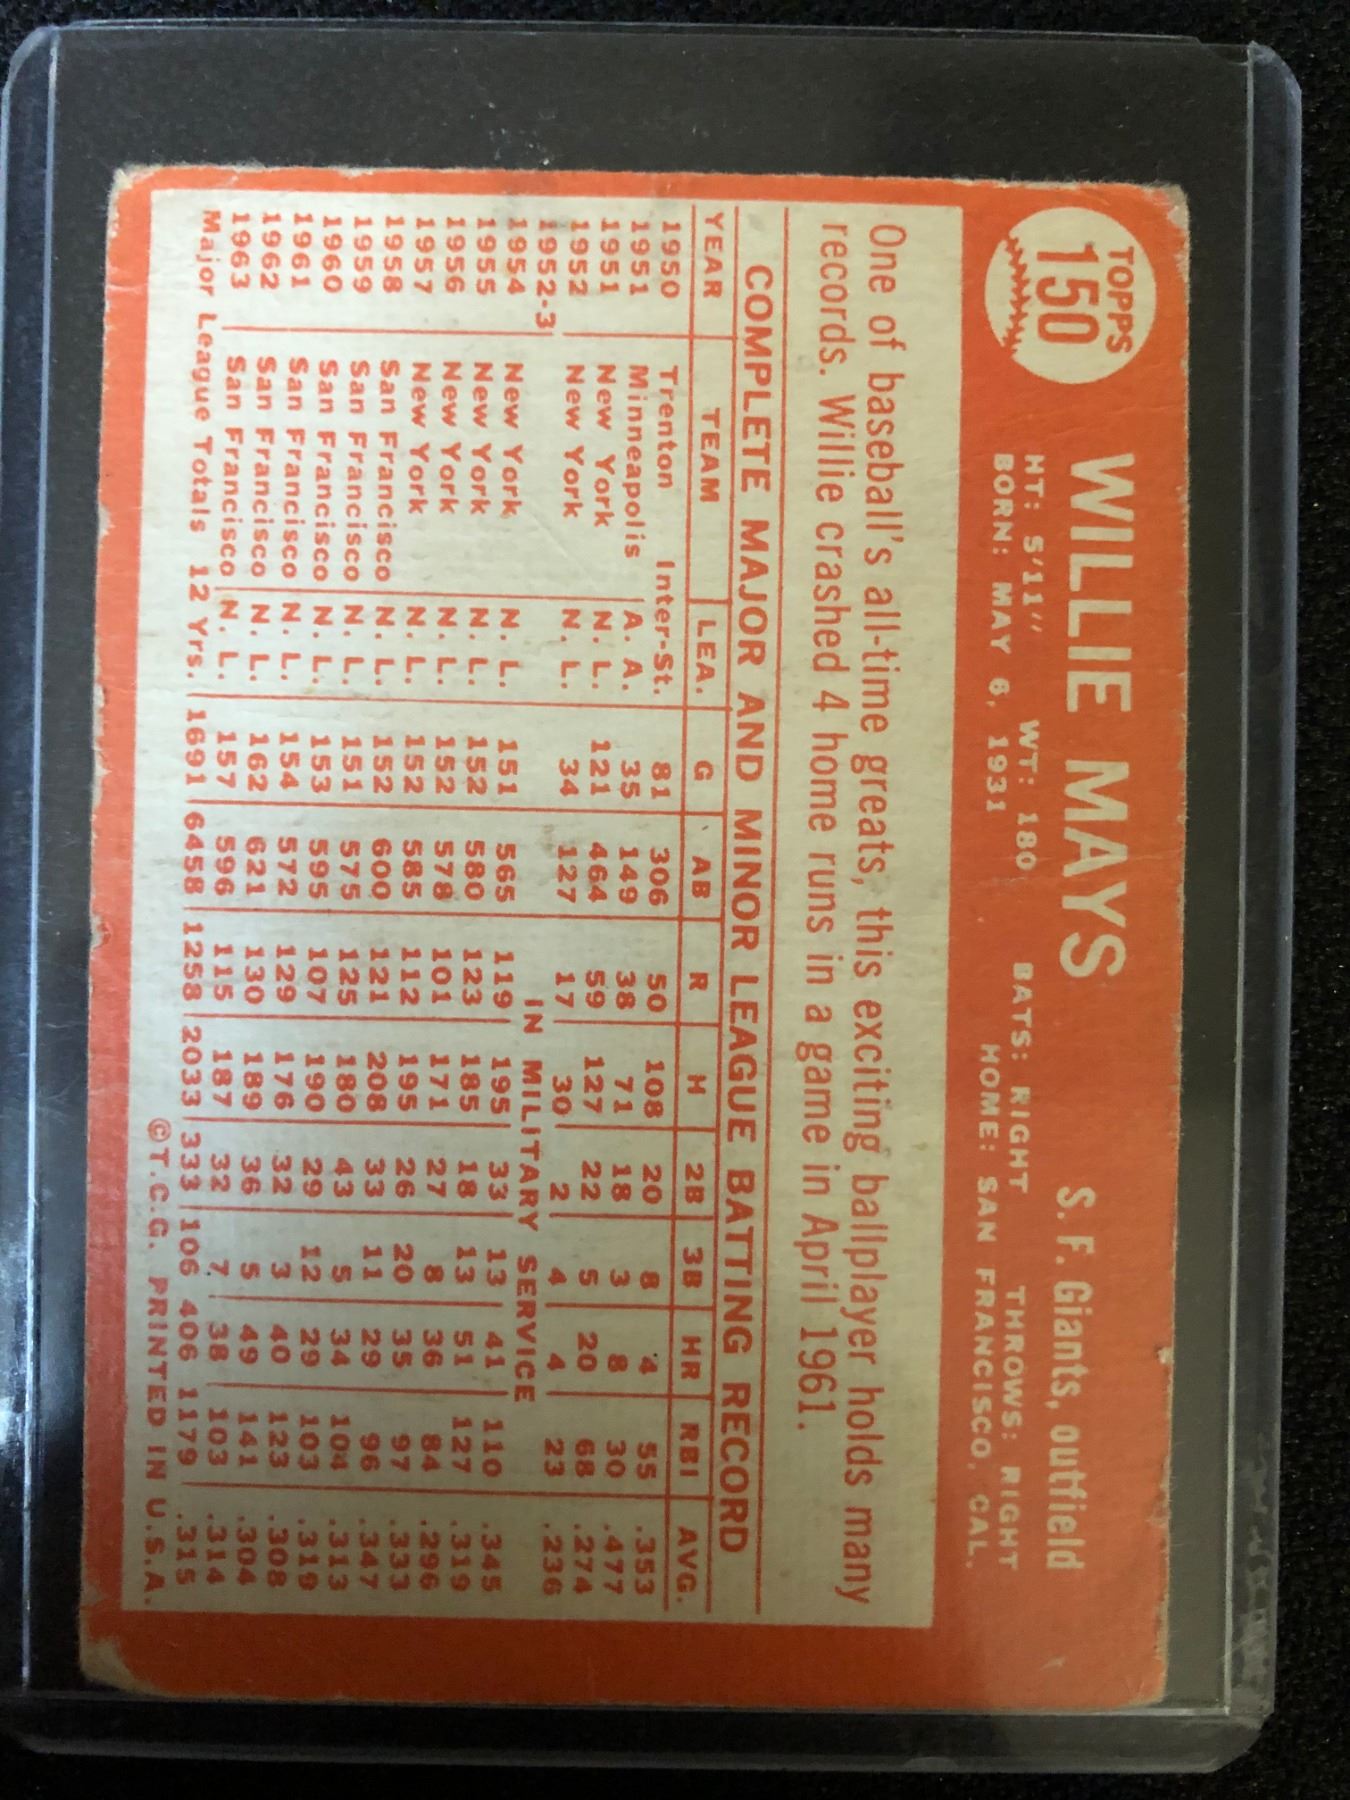 TOPPS
150
WILLIE MAYS
S. F. Giants, outfield
HT: 5'11" WT: 180 BATS: RIGHT THROWS: RIGHT
BORN: MAY 6, 1931 HOME: SAN FRANCISCO, CAL.
One of baseball's all-time greats, this exciting ballplayer holds many
records. Willie crashed 4 home runs in a game in April 1961.
COMPLETE MAJOR AND MINOR LEAGUE BATTING RECORD
YEAR TEAM LEA. G AB R H 2B 3B HR RBI AVG.
1950 Trenton Inter-St. 81 306 50 108 20 8 4 55 .353
1951 Minneapolis A. A. 35 149 38 71 18 3 8 30 .477
1951 New York N. L. 121 464 59 127 22 5 20 68 .274
1952 New York N. L. 34 127 17 30 2 4 4 23 .236
1952-3 IN MILITARY SERVICE
1954 New York N. L. 151 565 119 195 33 13 41 110 .345
1955 New York N. L. 152 580 123 185 18 13 51 127 .319
1956 New York N. L. 152 578 101 171 27 8 36 84 .296
1957 New York N. L. 152 585 112 195 26 20 35 97 .333
1958 San Francisco N. L. 152 600 121 208 33 11 29 96 .347
1959 San Francisco N. L. 151 575 125 180 43 5 34 104 .313
1960 San Francisco N. L. 153 595 107 190 29 12 29 103 .319
1961 San Francisco N. L. 154 572 129 176 32 3 40 123 .308
1962 San Francisco N. L. 162 621 130 189 36 5 49 141 .304
1963 San Francisco N. L. 157 596 115 187 32 7 38 103 .314
Major League Totals 12 Yrs. 1691 6458 1258 2033 333 106 406 1179 .315
©T.C.G. PRINTED IN U.S.A.